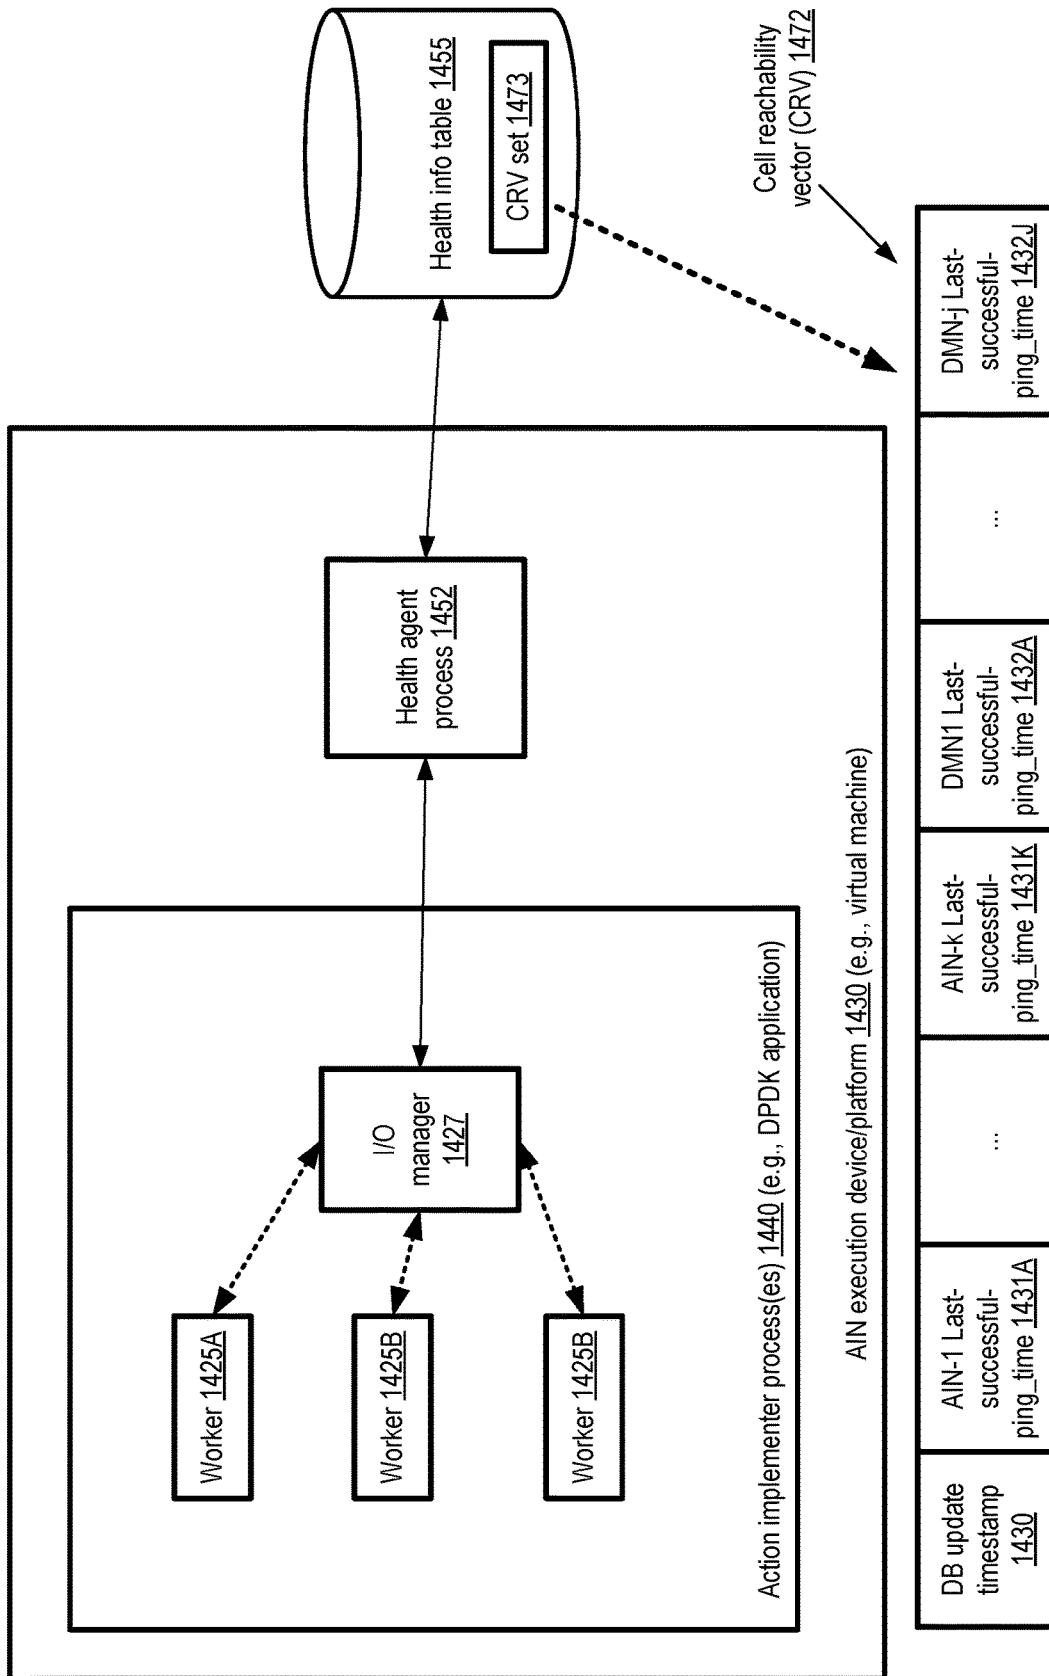 Worker 1425A
Worker 1425B
Worker 1425B
I/O
manager
1427
Action implementer process(es) 1440 (e.g., DPDK application)
Health agent
process 1452
AIN execution device/platform 1430 (e.g., virtual machine)
Health info table 1455
CRV set 1473
Cell reachability
vector (CRV) 1472
DB update
timestamp
1430
AIN-1 Last-
successful-
ping_time 1431A
...
AIN-k Last-
successful-
ping_time 1431K
DMN1 Last-
successful-
ping_time 1432A
...
DMN-j Last-
successful-
ping_time 1432J